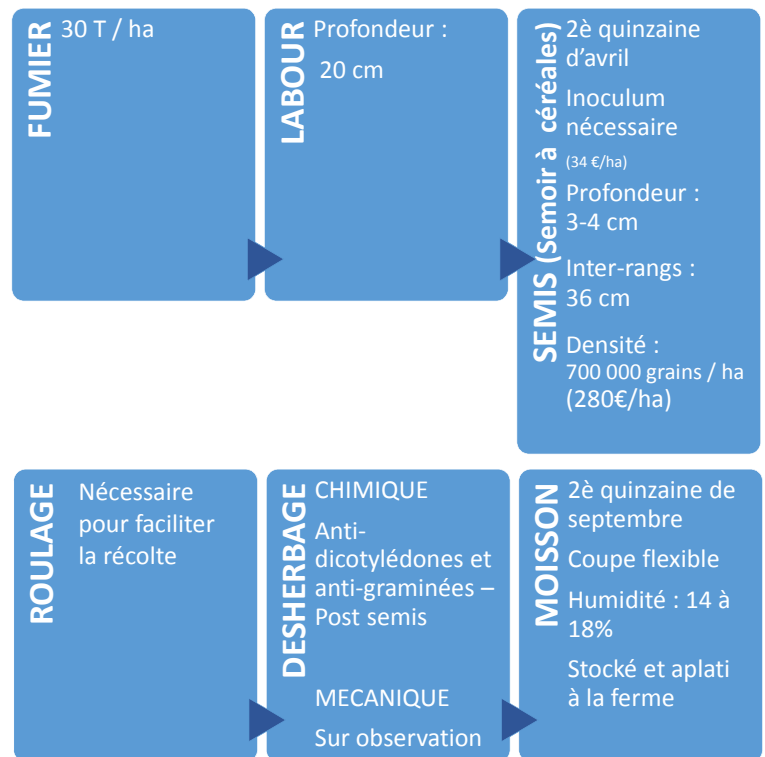 FUMIER
30 T / ha
LABOUR
Profondeur :
20 cm
SEMIS (Semoir à céréales)
2è quinzaine
d’avril
Inoculum
nécessaire
(34 €/ha)
Profondeur :
3-4 cm
Inter-rangs :
36 cm
Densité :
700 000 grains / ha
(280€/ha)
ROULAGE
Nécessaire
pour faciliter
la récolte
DESHERBAGE
CHIMIQUE
Anti-
dicotylédones et
anti-graminées –
Post semis
MECANIQUE
Sur observation
MOISSON
2è quinzaine de
septembre
Coupe flexible
Humidité : 14 à
18%
Stocké et aplati
à la ferme